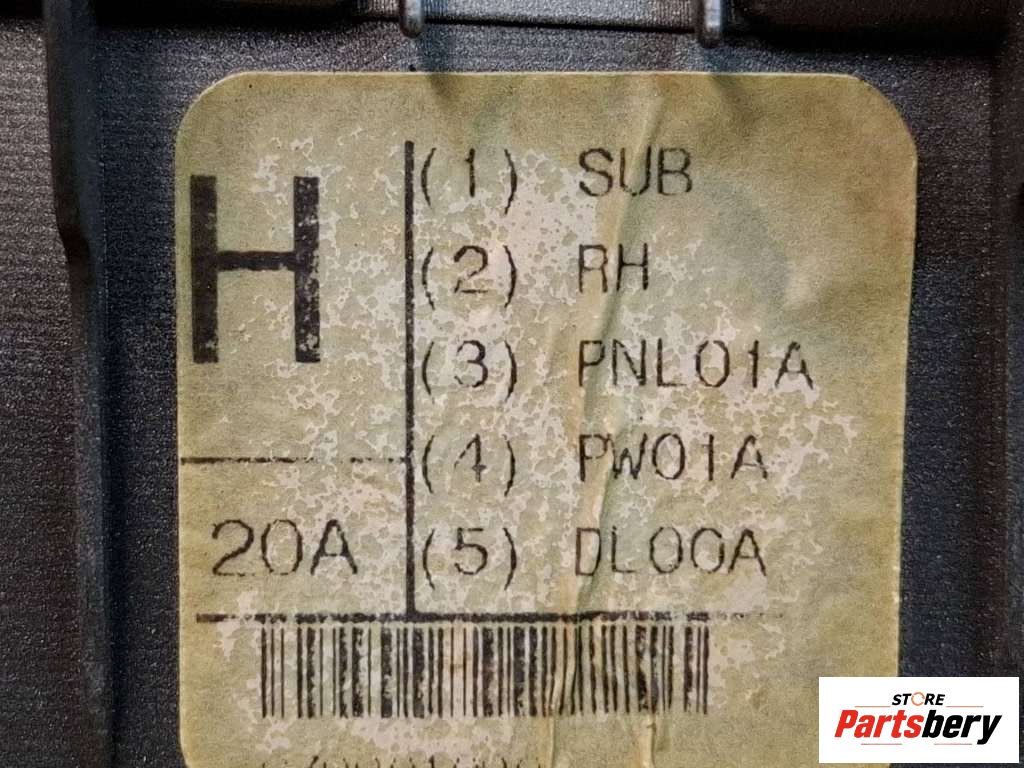 H
(1) SUB
(2) RH
(3) PNL01A
(4) PW01A
(5) DL00A
20A
STORE
Partsbery